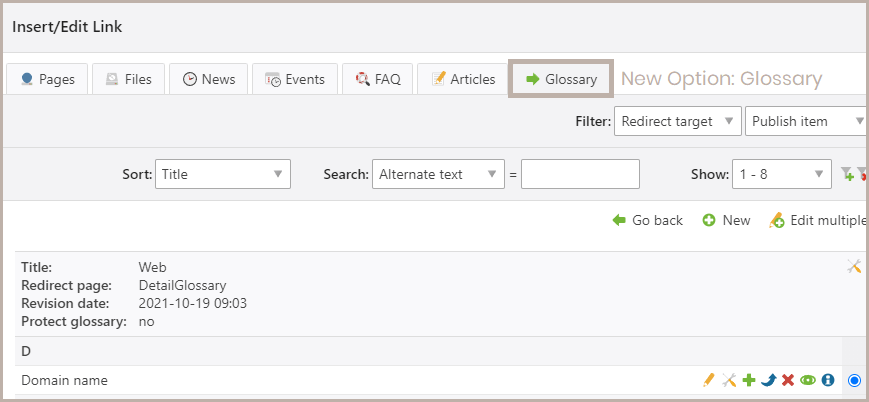 Insert/Edit Link
Pages Files News Events FAQ Articles Glossary New Option: Glossary
Filter: Redirect target Publish item
Sort: Title Search: Alternate text = Show: 1 - 8
Go back New Edit multiple
Title: Web
Redirect page: DetailGlossary
Revision date: 2021-10-19 09:03
Protect glossary: no
D
Domain name